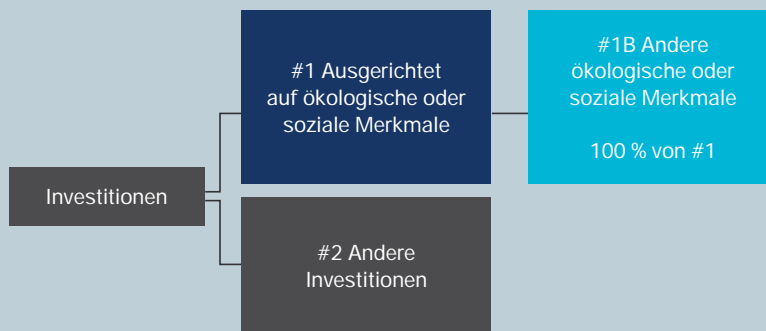 #1 Ausgerichtet
auf ökologische oder
soziale Merkmale
#1B Andere
ökologische oder
soziale Merkmale
100 % von #1
Investitionen
#2 Andere
Investitionen